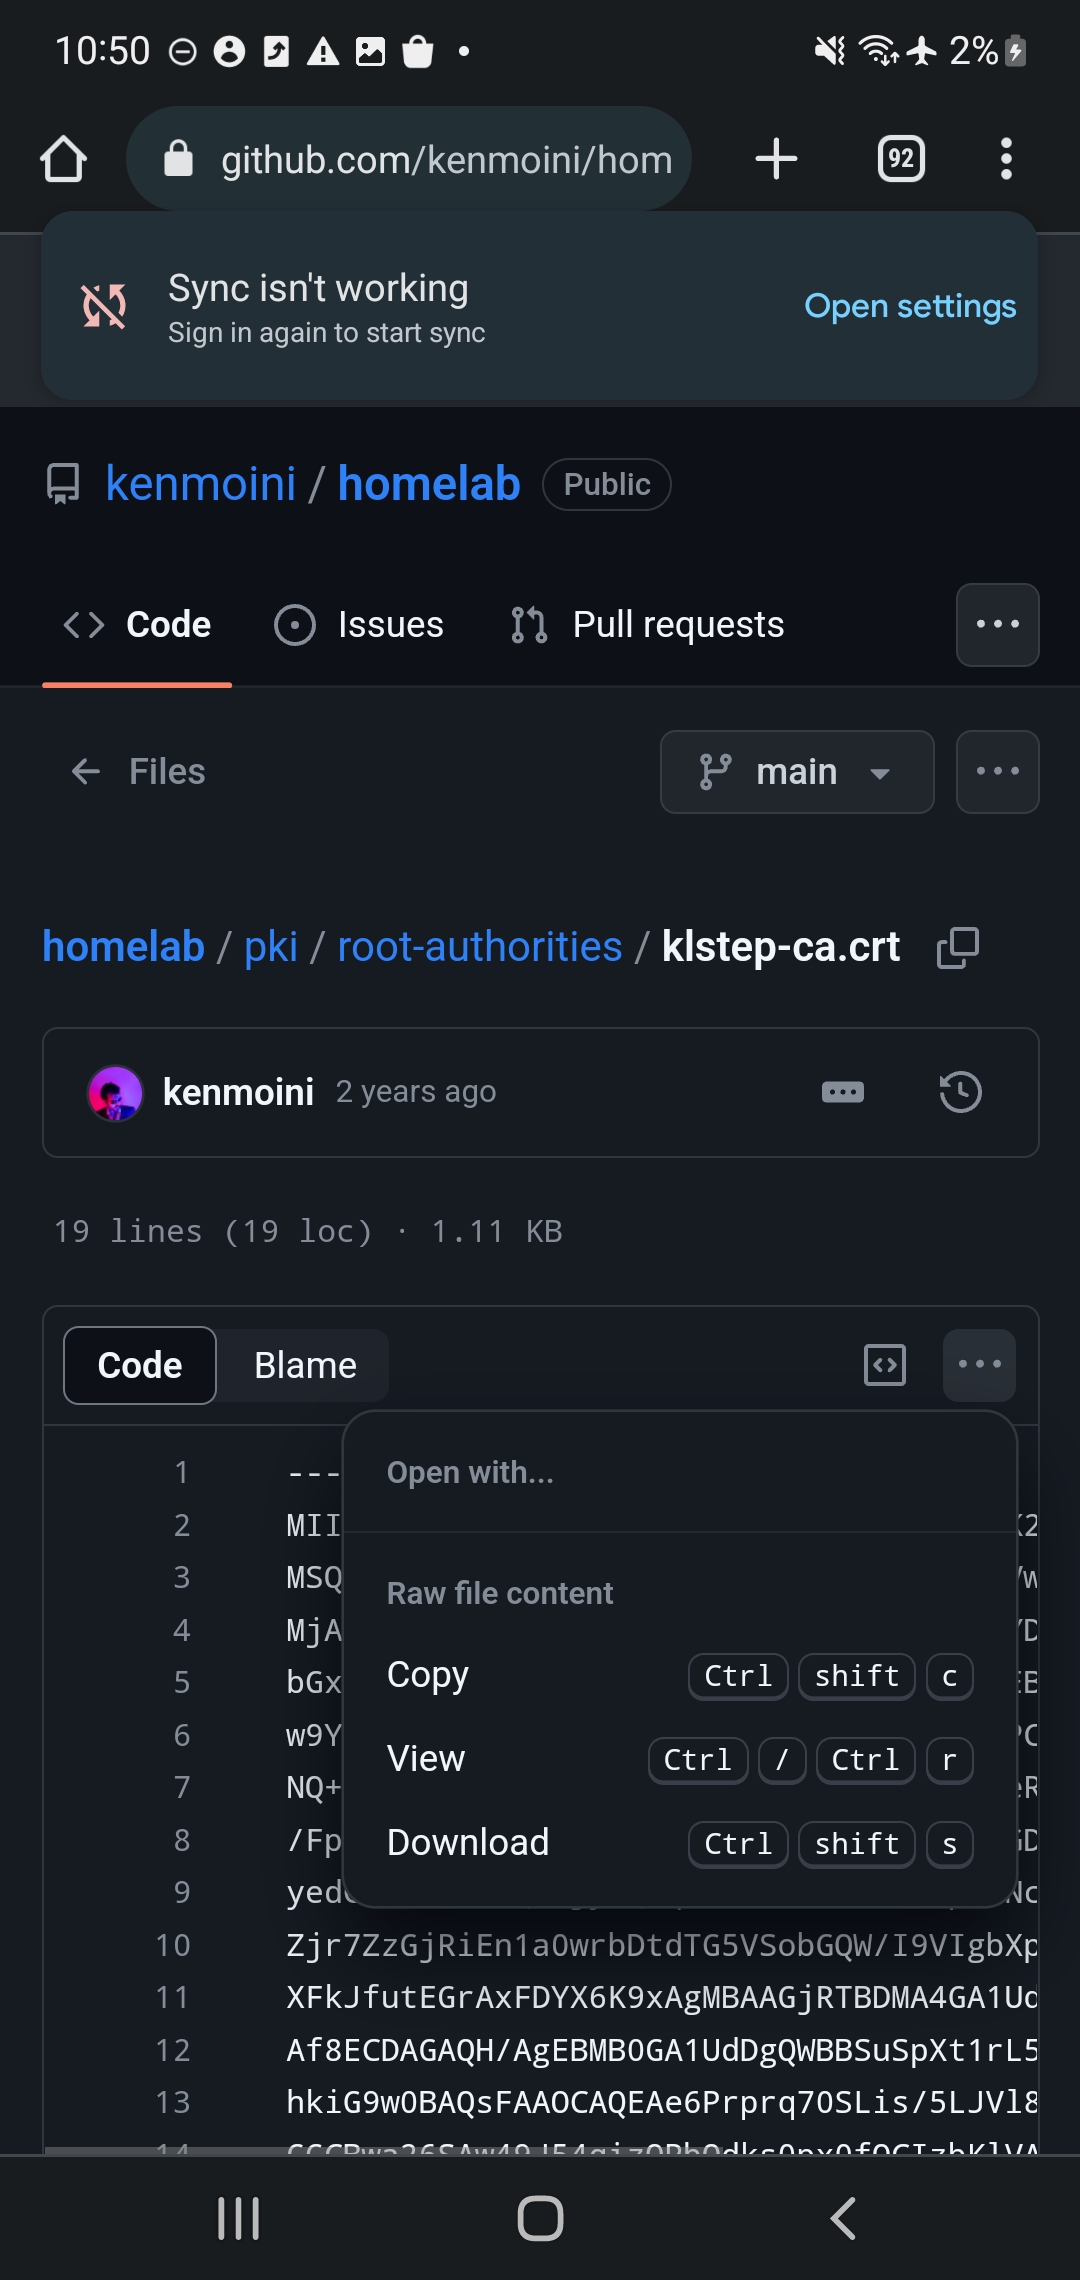 10:50 2%
github.com/kenmoini/hom 92
Sync isn't working
Sign in again to start sync
Open settings
kenmoini / homelab Public
Code Issues Pull requests
Files main
homelab / pki / root-authorities / klstep-ca.crt
kenmoini 2 years ago
19 lines (19 loc) · 1.11 KB
Code Blame
Open with...
Raw file content
Copy Ctrl shift c
View Ctrl / Ctrl r
Download Ctrl shift s
1 ---
2 MII
3 MSQ
4 MjA
5 bGx
6 w9Y
7 NQ+
8 /Fp
9 yed
10 Zjr7ZzGjRiEn1a0wrbDtdTG5VSobGQW/I9VIgbXp
11 XFkJfutEGrAxFDYX6K9xAgMBAAGjRTBDMA4GA1Ud
12 Af8ECDAGAQH/AgEBMB0GA1UdDgQWBBSuSpXt1rL5
13 hkiG9w0BAQsFAAOCAQEAe6Prprq7OSLis/5LJVl8
14